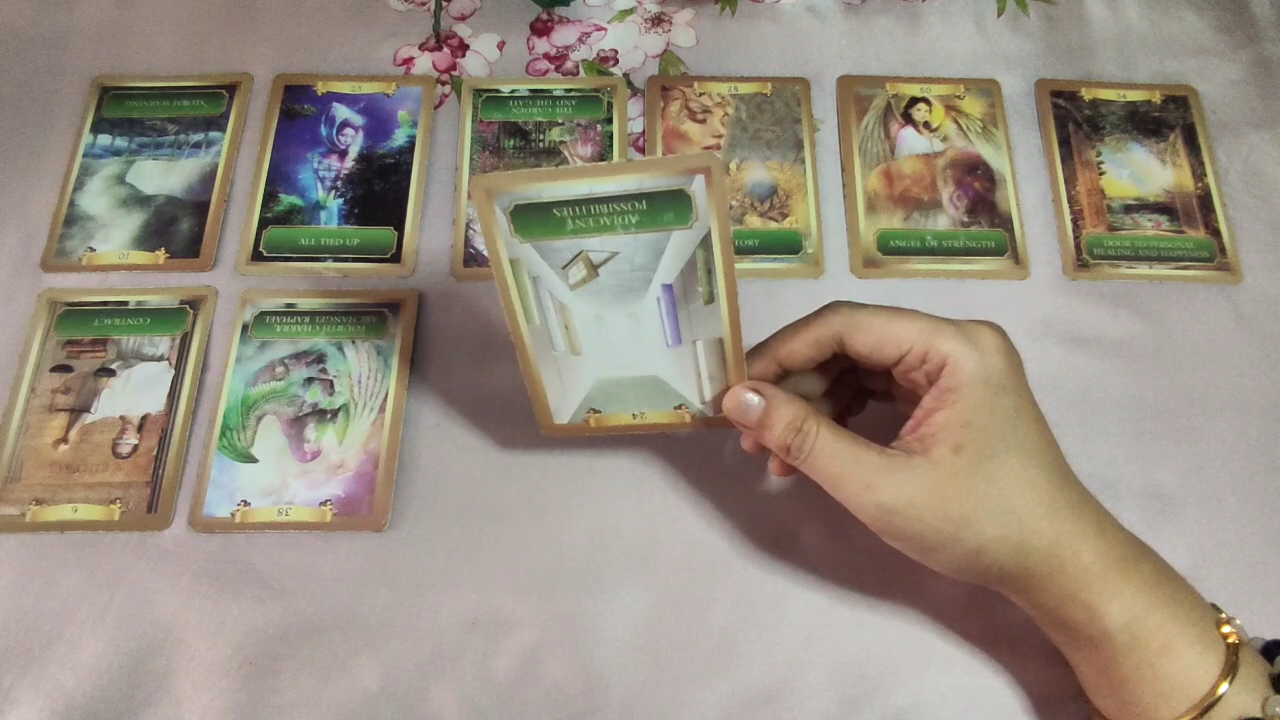 STORM WARNING
10
23
ALL TIED UP
THE GARDEN
AND THE GATE
28
TORY
50
ANGEL OF STRENGTH
34
DOOR TO PERSONAL
HEALING AND HAPPINESS
CONTRACT
9
FOURTH CHAKRA,
ARCHANGEL RAPHAEL
38
ADJACENT
POSSIBILITIES
24